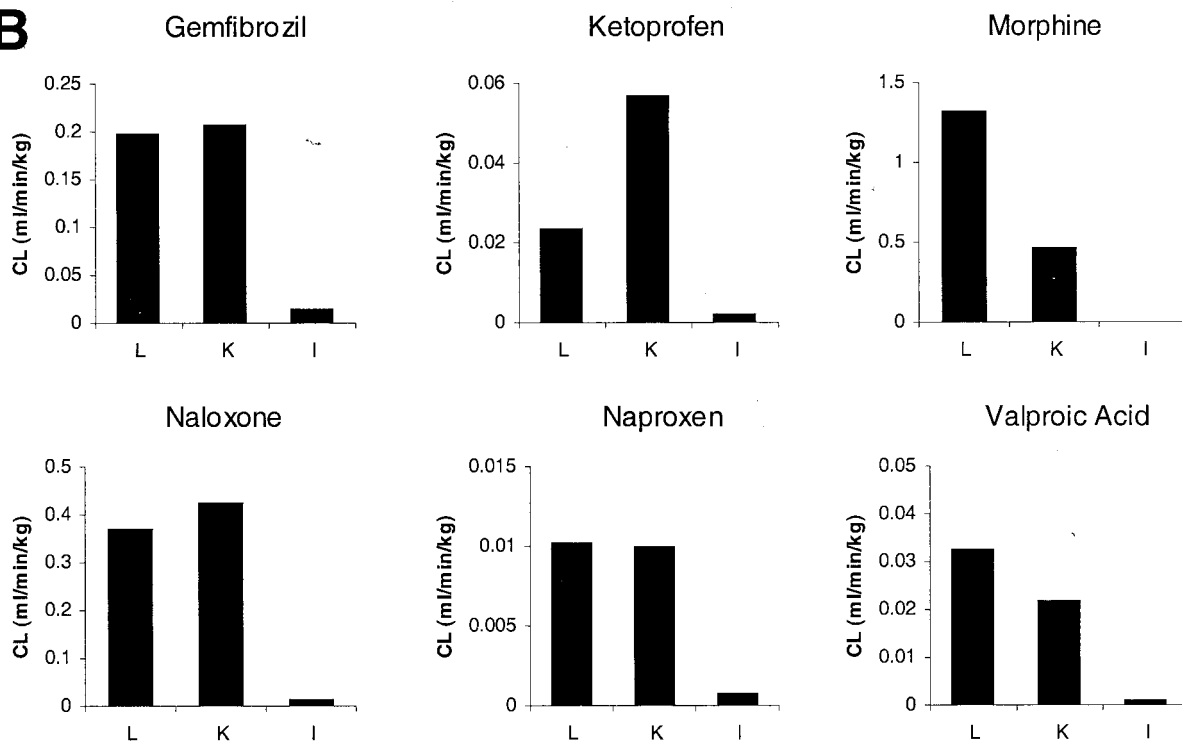 B
Gemfibrozil
CL (ml/min/kg)
0.25
0.2
0.15
0.1
0.05
0
L K I
Ketoprofen
CL (ml/min/kg)
0.06
0.04
0.02
0
L K I
Morphine
CL (ml/min/kg)
1.5
1
0.5
0
L K I
Naloxone
CL (ml/min/kg)
0.5
0.4
0.3
0.2
0.1
0
L K I
Naproxen
CL (ml/min/kg)
0.015
0.01
0.005
0
L K I
Valproic Acid
CL (ml/min/kg)
0.05
0.04
0.03
0.02
0.01
0
L K I